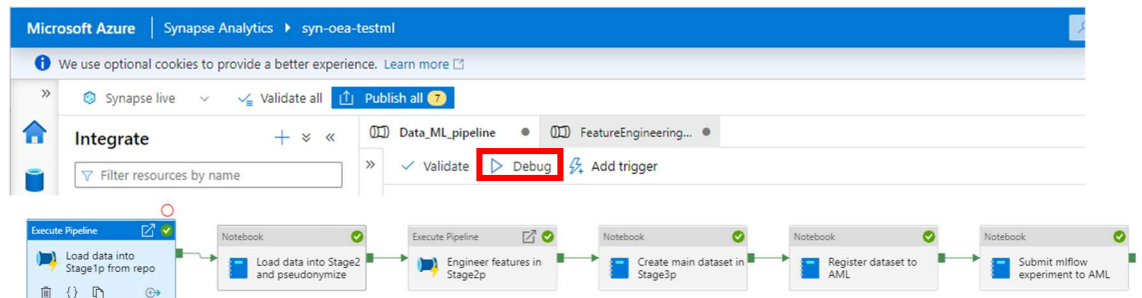 Microsoft Azure Synapse Analytics syn-oea-testml
We use optional cookies to provide a better experience. Learn more
Synapse live Validate all Publish all 7
Integrate
Data_ML_pipeline FeatureEngineering...
Filter resources by name
Validate Debug Add trigger
Execute Pipeline
Load data into
Stage1p from repo
Notebook
Load data into Stage2
and pseudonymize
Execute Pipeline
Engineer features in
Stage2p
Notebook
Create main dataset in
Stage3p
Notebook
Register dataset to
AML
Notebook
Submit mlflow
experiment to AML